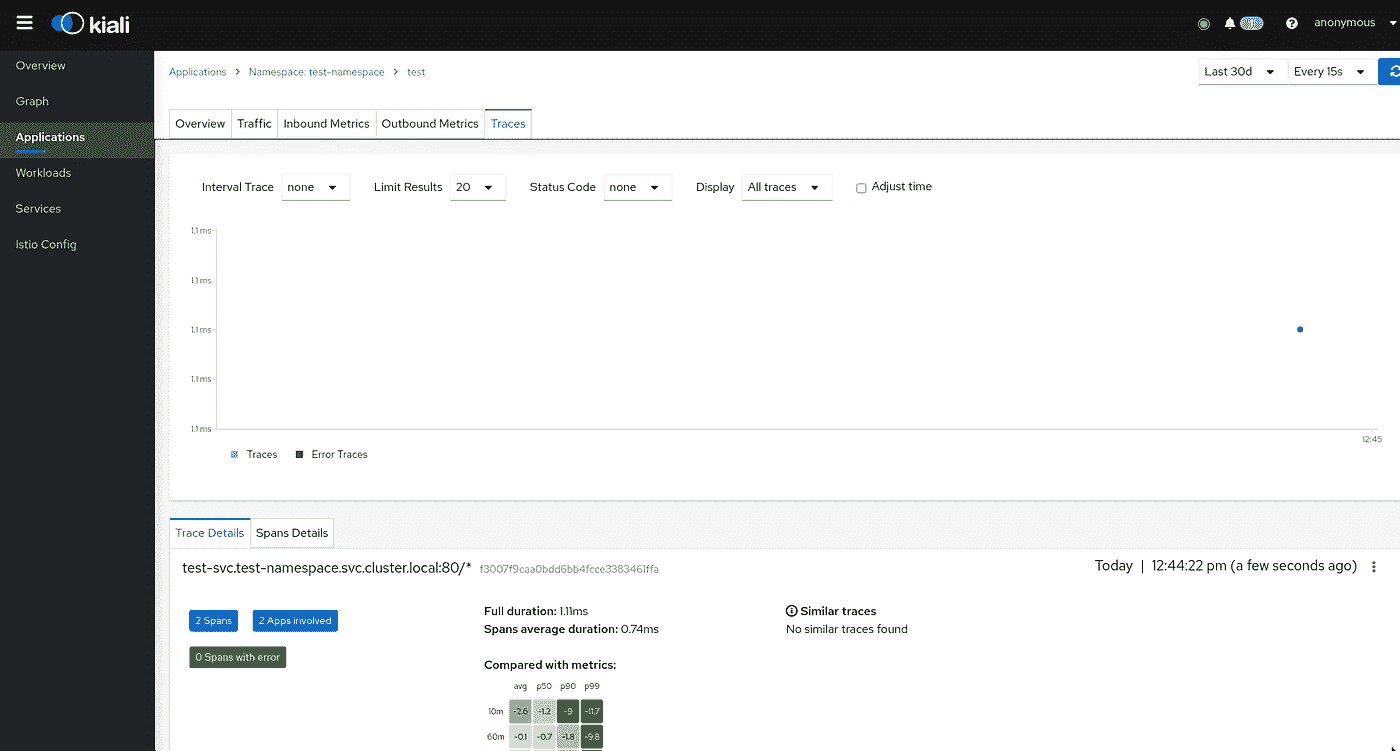 kiali
anonymous
Overview
Graph
Applications
Workloads
Services
Istio Config
Applications > Namespace: test-namespace > test
Last 30d Every 15s
Overview Traffic Inbound Metrics Outbound Metrics Traces
Interval Trace none Limit Results 20 Status Code none Display All traces Adjust time
1.1 ms
1.1 ms
1.1 ms
1.1 ms
1.1 ms
12:45
Traces Error Traces
Trace Details Spans Details
test-svc.test-namespace.svc.cluster.local:80/* f3007f9caa0bdd6bb4fcce3383461ffa
Today | 12:44:22 pm (a few seconds ago)
2 Spans 2 Apps involved
0 Spans with error
Full duration: 1.11ms
Spans average duration: 0.74ms
Similar traces
No similar traces found
Compared with metrics:
avg p50 p90 p99
10m -2.6 -1.2 -9 -11.7
60m -0.1 -0.7 -1.8 -9.8